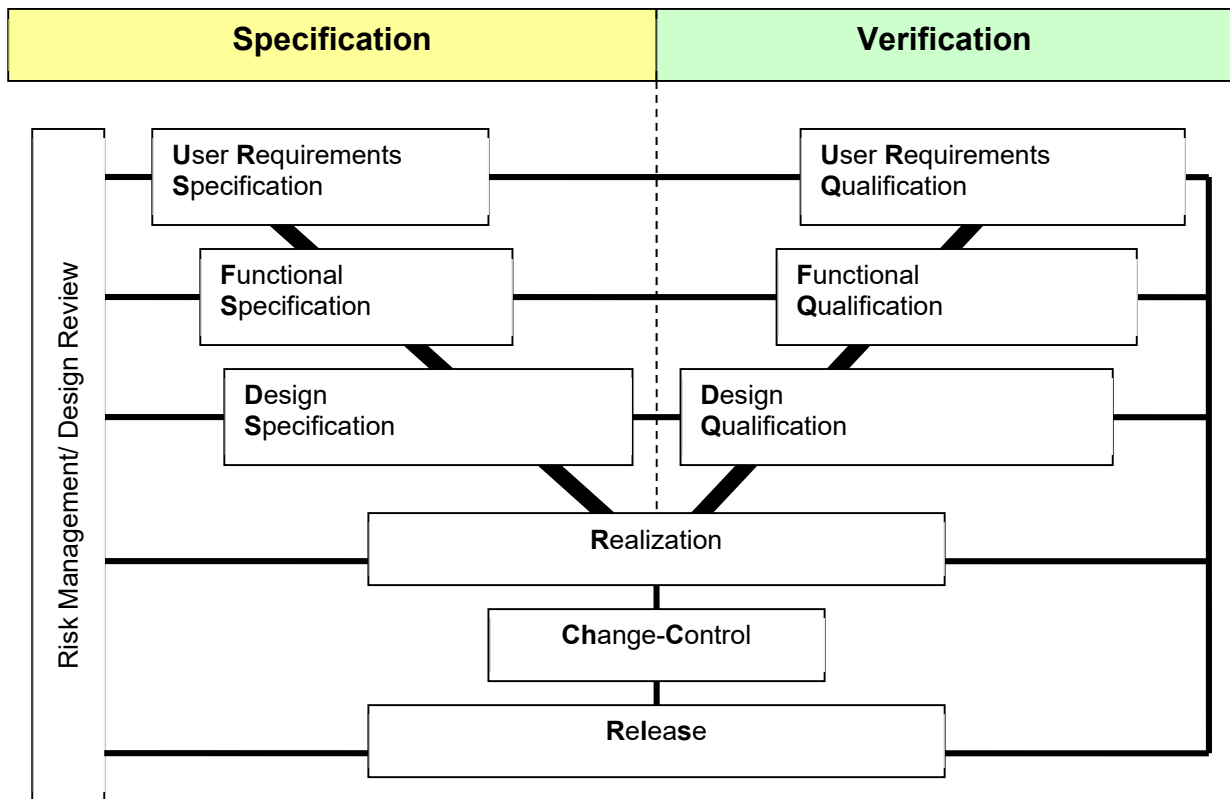 Specification
Verification
Risk Management/ Design Review
User Requirements
Specification
User Requirements
Qualification
Functional
Specification
Functional
Qualification
Design
Specification
Design
Qualification
Realization
Change-Control
Release